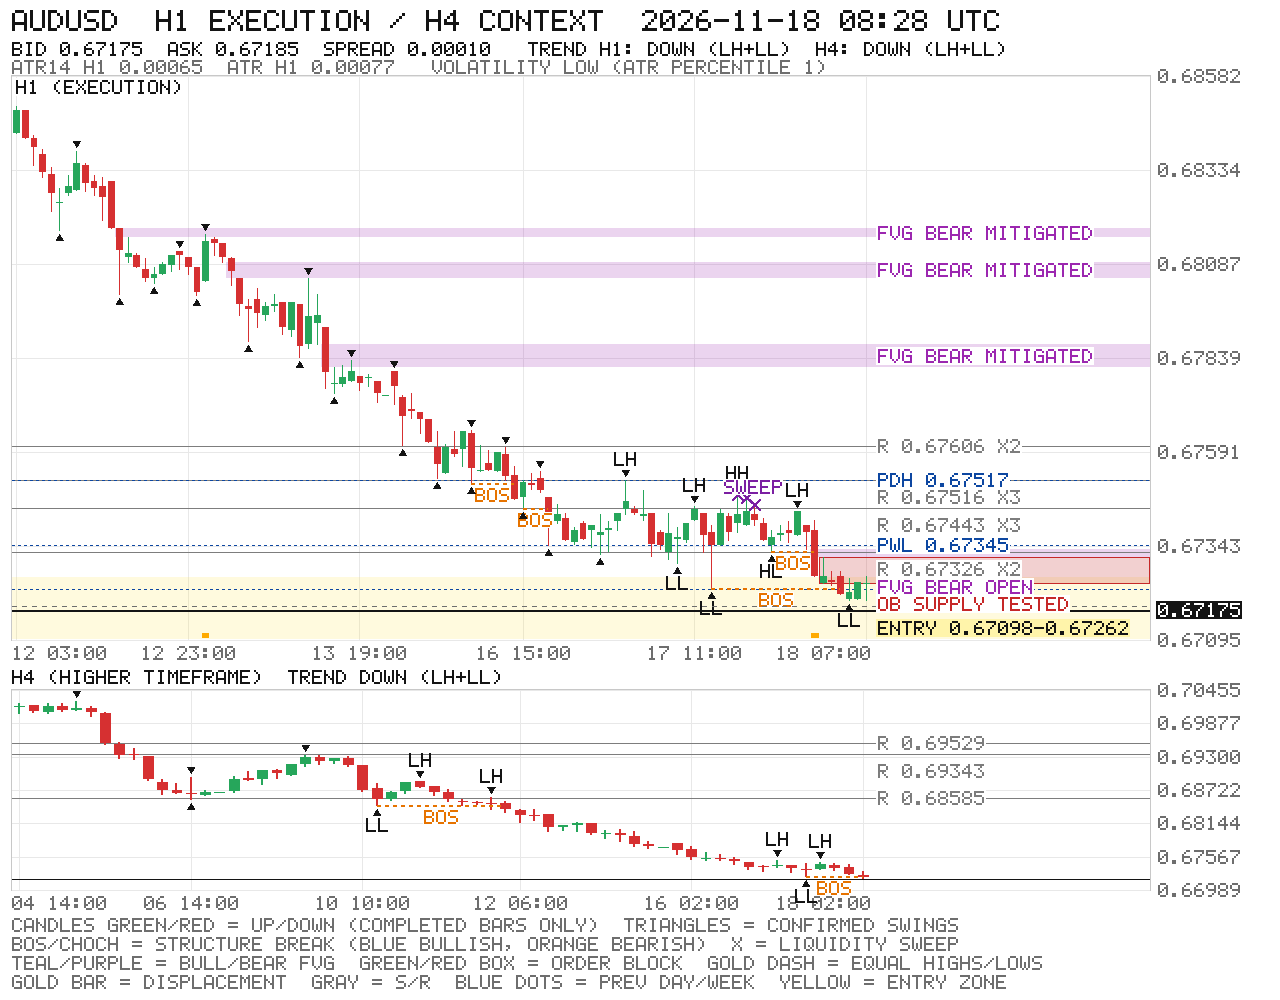 AUDUSD  H1 EXECUTION / H4 CONTEXT  2026-11-18 08:28 UTC
BID 0.67175  ASK 0.67185  SPREAD 0.00010   TREND H1: DOWN (LH+LL)  H4: DOWN (LH+LL)
ATR14 H1 0.00065  ATR H1 0.00077   VOLATILITY LOW (ATR PERCENTILE 1)
0.68582
H1 (EXECUTION)
0.68334
FVG BEAR MITIGATED
0.68087
FVG BEAR MITIGATED
FVG BEAR MITIGATED
0.67839
R 0.67606 X2
0.67591
LH
HH
PDH 0.67517
LH
SWEEP
LH
BOS
R 0.67516 X3
BOS
R 0.67443 X3
PWL 0.67345
0.67343
BOS
HL
R 0.67326 X2
LL
FVG BEAR OPEN
BOS
LL
OB SUPPLY TESTED
0.67175
LL
ENTRY 0.67098-0.67262
0.67095
12 03:00
12 23:00
13 19:00
16 15:00
17 11:00
18 07:00
H4 (HIGHER TIMEFRAME)  TREND DOWN (LH+LL)
0.70455
0.69877
R 0.69529
0.69300
LH
R 0.69343
LH
0.68722
R 0.68585
BOS
LL
0.68144
LH
LH
0.67567
BOS
0.66989
LL
04 14:00
06 14:00
10 10:00
12 06:00
16 02:00
18 02:00
CANDLES GREEN/RED = UP/DOWN (COMPLETED BARS ONLY)  TRIANGLES = CONFIRMED SWINGS
BOS/CHOCH = STRUCTURE BREAK (BLUE BULLISH, ORANGE BEARISH)  X = LIQUIDITY SWEEP
TEAL/PURPLE = BULL/BEAR FVG  GREEN/RED BOX = ORDER BLOCK  GOLD DASH = EQUAL HIGHS/LOWS
GOLD BAR = DISPLACEMENT  GRAY = S/R  BLUE DOTS = PREV DAY/WEEK  YELLOW = ENTRY ZONE